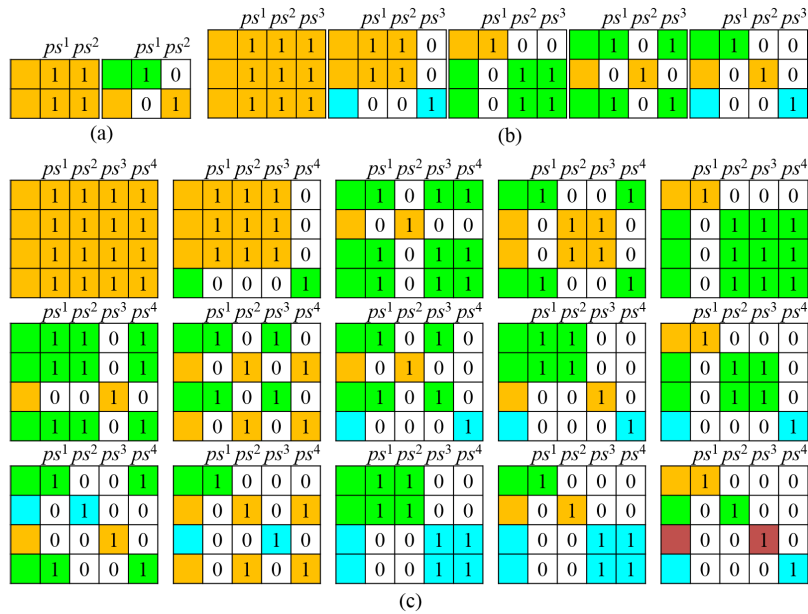 ps¹ ps² ps¹ ps²
1 1 1 0
1 1 0 1
(a)
ps¹ ps² ps³ ps¹ ps² ps³ ps¹ ps² ps³ ps¹ ps² ps³ ps¹ ps² ps³
1 1 1 1 1 0 1 0 0 1 0 1 1 0 0
1 1 1 1 1 0 0 1 1 0 1 0 0 1 0
1 1 1 0 0 1 0 1 1 1 0 1 0 0 1
(b)
ps¹ ps² ps³ ps⁴ ps¹ ps² ps³ ps⁴ ps¹ ps² ps³ ps⁴ ps¹ ps² ps³ ps⁴ ps¹ ps² ps³ ps⁴
1 1 1 1 1 1 1 0 1 0 1 1 1 0 0 1 1 0 0 0
1 1 1 1 1 1 1 0 0 1 0 0 0 1 1 0 0 1 1 1
1 1 1 1 1 1 1 0 1 0 1 1 0 1 1 0 0 1 1 1
1 1 1 1 0 0 0 1 1 0 1 1 1 0 0 1 0 1 1 1
ps¹ ps² ps³ ps⁴ ps¹ ps² ps³ ps⁴ ps¹ ps² ps³ ps⁴ ps¹ ps² ps³ ps⁴ ps¹ ps² ps³ ps⁴
1 1 0 1 1 0 1 0 1 0 1 0 1 1 0 0 1 0 0 0
1 1 0 1 0 1 0 1 0 1 0 0 1 1 0 0 0 1 1 0
0 0 1 0 1 0 1 0 1 0 1 0 0 0 1 0 0 1 1 0
1 1 0 1 0 1 0 1 0 0 0 1 0 0 0 1 0 0 0 1
ps¹ ps² ps³ ps⁴ ps¹ ps² ps³ ps⁴ ps¹ ps² ps³ ps⁴ ps¹ ps² ps³ ps⁴ ps¹ ps² ps³ ps⁴
1 0 0 1 1 0 0 0 1 1 0 0 1 0 0 0 1 0 0 0
0 1 0 0 0 1 0 1 1 1 0 0 0 1 0 0 0 1 0 0
0 0 1 0 0 0 1 0 0 0 1 1 0 0 1 1 0 0 1 0
1 0 0 1 0 1 0 1 0 0 1 1 0 0 1 1 0 0 0 1
(c)